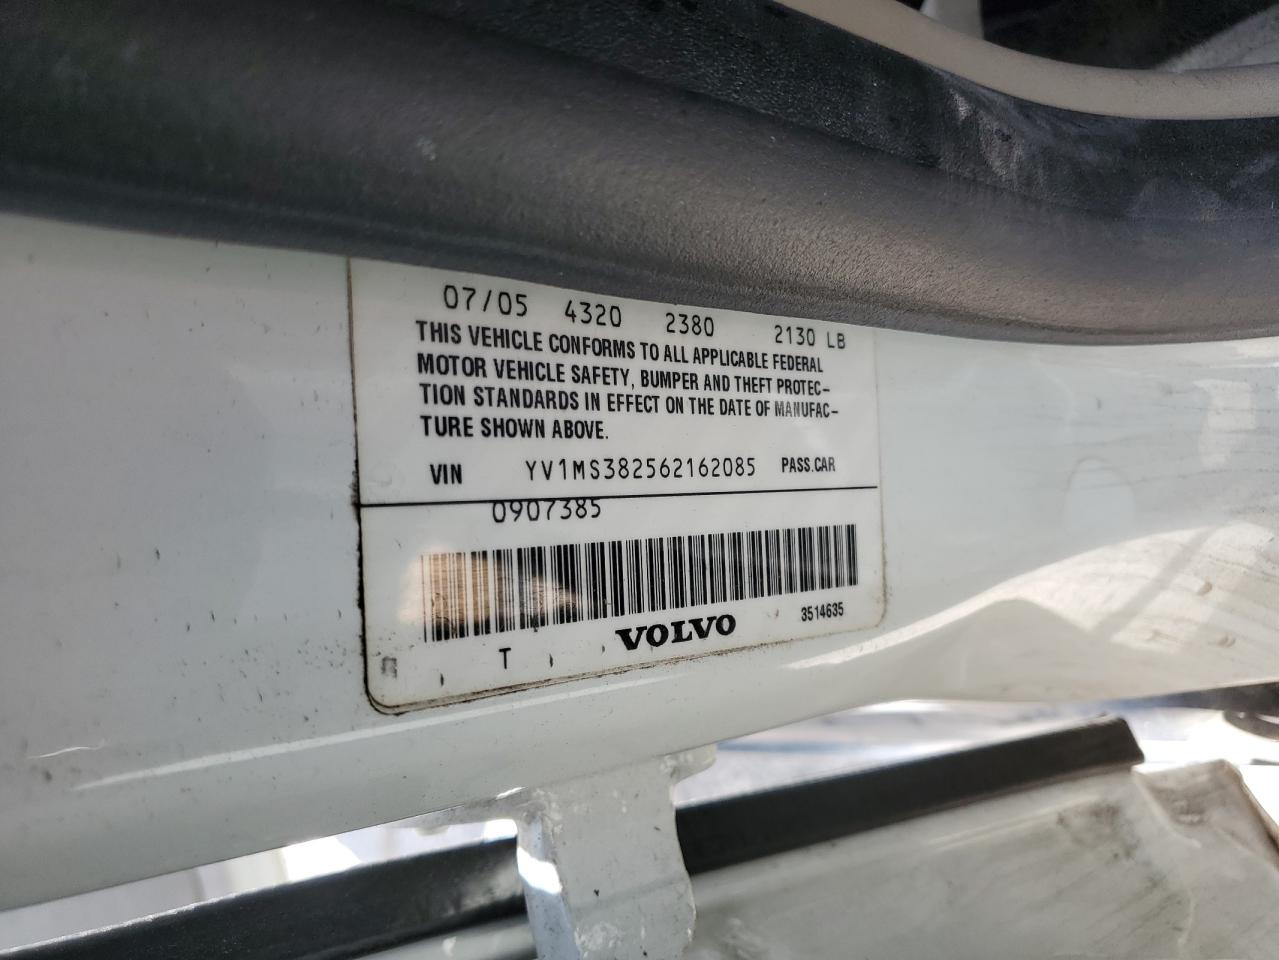 07/05 4320 2380 2130 LB
THIS VEHICLE CONFORMS TO ALL APPLICABLE FEDERAL
MOTOR VEHICLE SAFETY, BUMPER AND THEFT PROTEC-
TION STANDARDS IN EFFECT ON THE DATE OF MANUFAC-
TURE SHOWN ABOVE.
VIN YV1MS382562162085 PASS.CAR
0907385
VOLVO 3514635
T